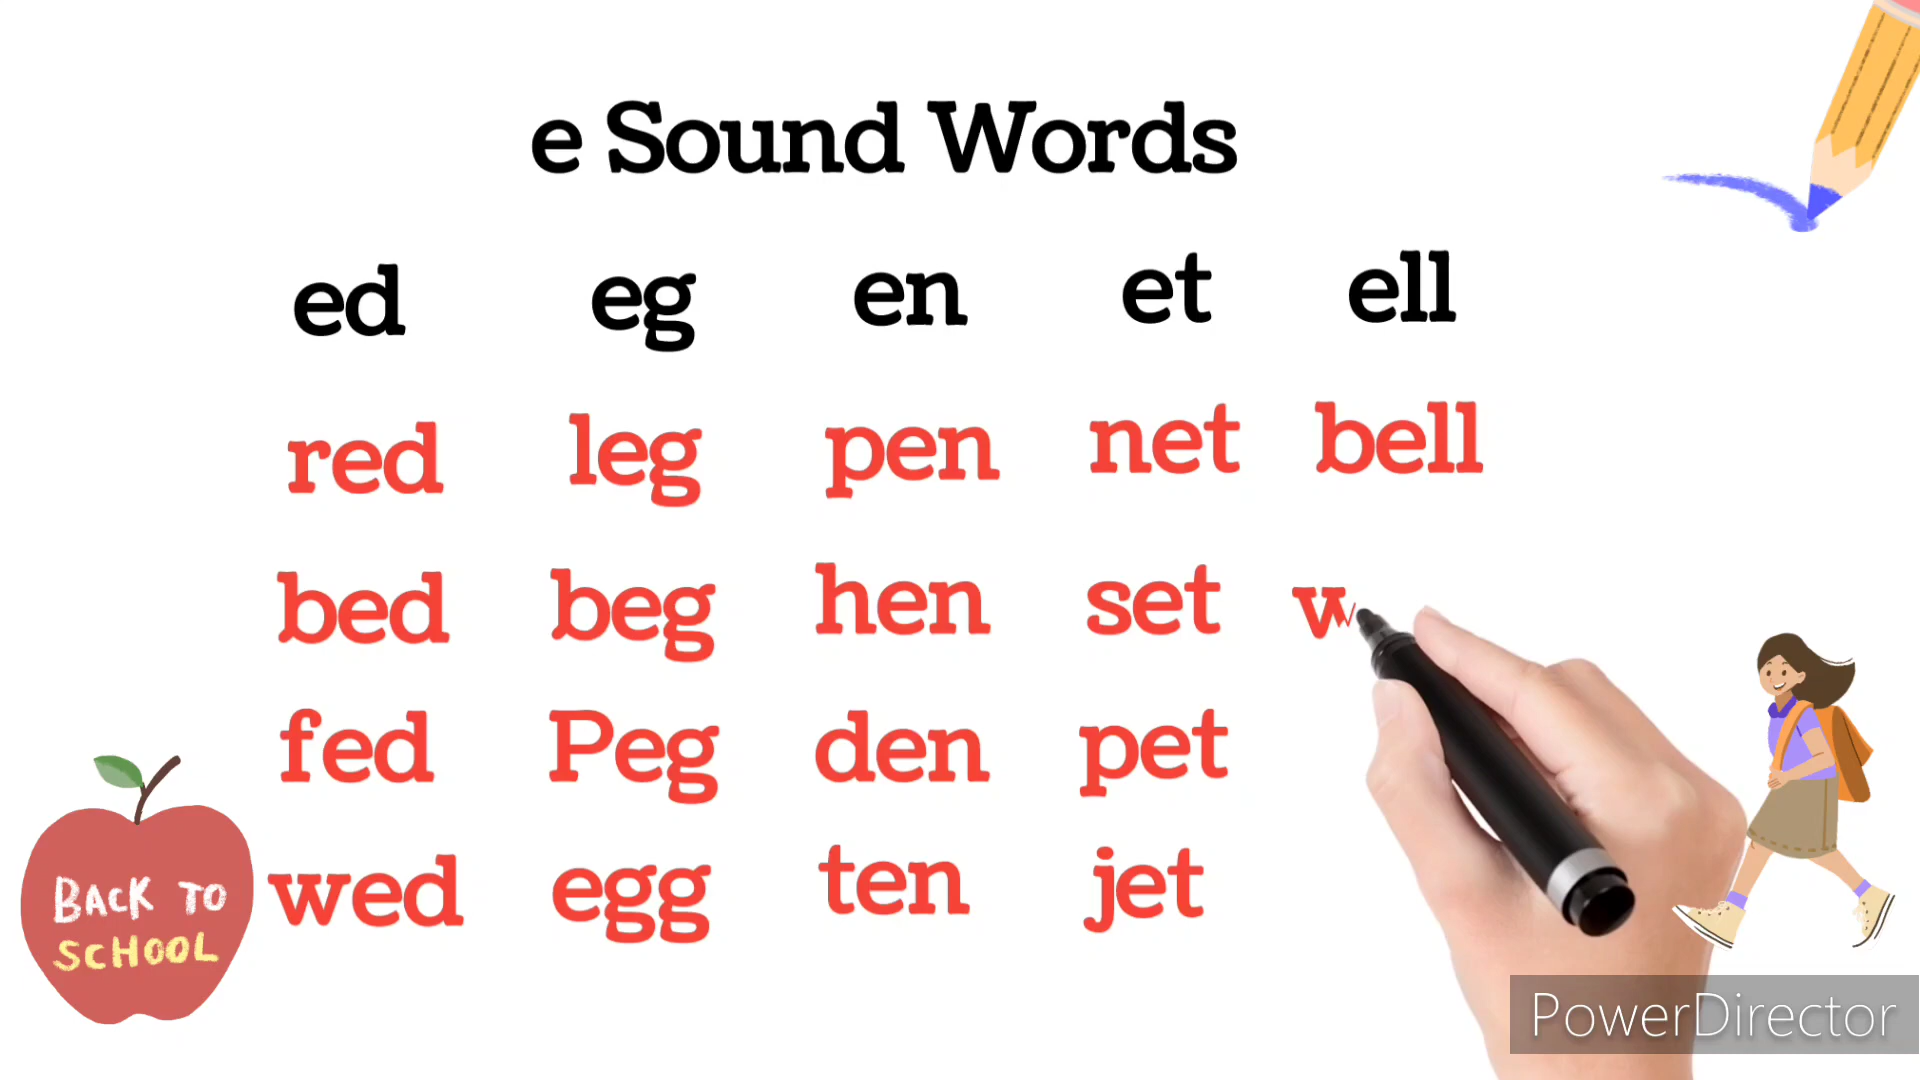 e Sound Words
ed eg en et ell
red leg pen net bell
bed beg hen set w
fed Peg den pet
wed egg ten jet
BACK TO
SCHOOL
PowerDirector